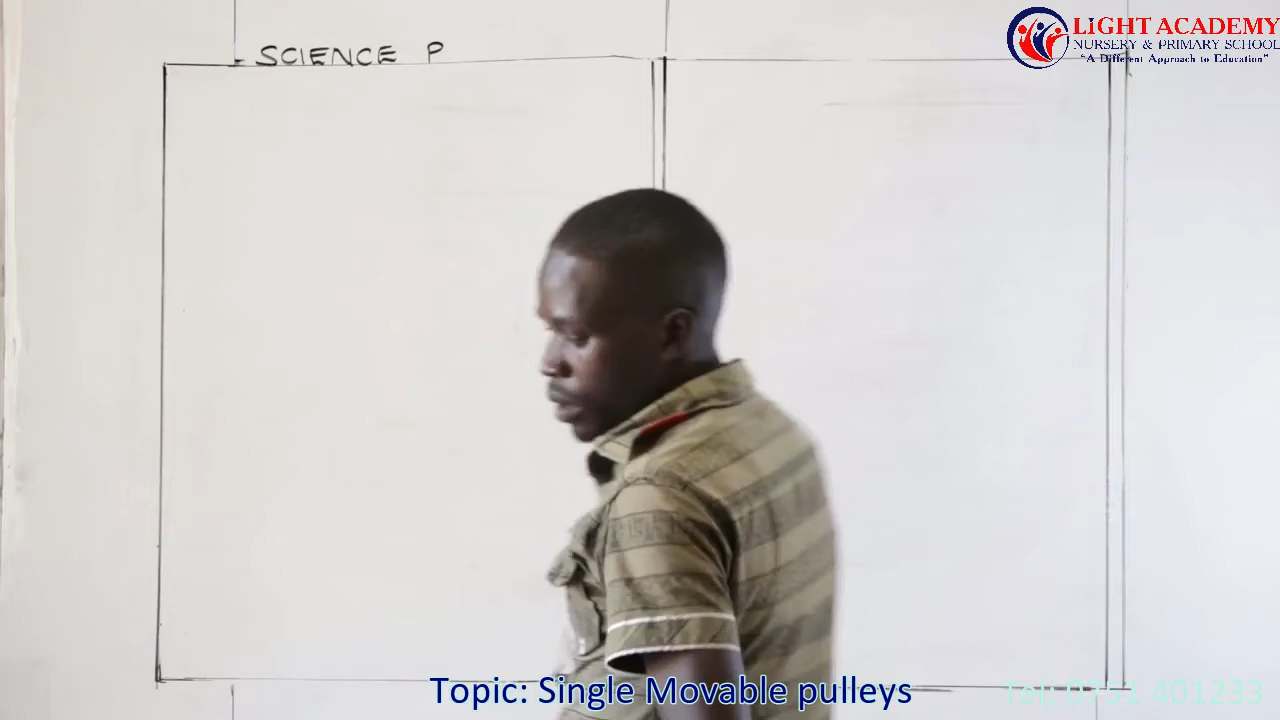 SCIENCE P
LIGHT ACADEMY
NURSERY & PRIMARY SCHOOL
"A Different Approach to Education"
Topic: Single Movable pulleys
Tel: 0751 401233